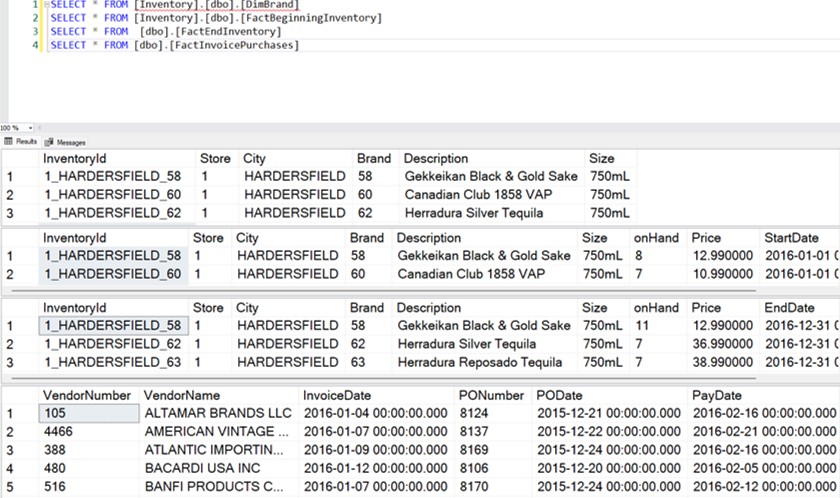 1 SELECT * FROM [Inventory].[dbo].[DimBrand]
2 SELECT * FROM [Inventory].[dbo].[FactBeginningInventory]
3 SELECT * FROM [dbo].[FactEndInventory]
4 SELECT * FROM [dbo].[FactInvoicePurchases]
100 %
Results Messages
InventoryId Store City Brand Description Size
1 1_HARDERSFIELD_58 1 HARDERSFIELD 58 Gekkeikan Black & Gold Sake 750mL
2 1_HARDERSFIELD_60 1 HARDERSFIELD 60 Canadian Club 1858 VAP 750mL
3 1_HARDERSFIELD_62 1 HARDERSFIELD 62 Herradura Silver Tequila 750mL
InventoryId Store City Brand Description Size onHand Price StartDate
1 1_HARDERSFIELD_58 1 HARDERSFIELD 58 Gekkeikan Black & Gold Sake 750mL 8 12.990000 2016-01-01 0
2 1_HARDERSFIELD_60 1 HARDERSFIELD 60 Canadian Club 1858 VAP 750mL 7 10.990000 2016-01-01 0
InventoryId Store City Brand Description Size onHand Price EndDate
1 1_HARDERSFIELD_58 1 HARDERSFIELD 58 Gekkeikan Black & Gold Sake 750mL 11 12.990000 2016-12-31 0
2 1_HARDERSFIELD_62 1 HARDERSFIELD 62 Herradura Silver Tequila 750mL 7 36.990000 2016-12-31 0
3 1_HARDERSFIELD_63 1 HARDERSFIELD 63 Herradura Reposado Tequila 750mL 7 38.990000 2016-12-31 0
VendorNumber VendorName InvoiceDate PONumber PODate PayDate
1 105 ALTAMAR BRANDS LLC 2016-01-04 00:00:00.000 8124 2015-12-21 00:00:00.000 2016-02-16 00:00:00.000
2 4466 AMERICAN VINTAGE ... 2016-01-07 00:00:00.000 8137 2015-12-22 00:00:00.000 2016-02-21 00:00:00.000
3 388 ATLANTIC IMPORTIN... 2016-01-09 00:00:00.000 8169 2015-12-24 00:00:00.000 2016-02-16 00:00:00.000
4 480 BACARDI USA INC 2016-01-12 00:00:00.000 8106 2015-12-20 00:00:00.000 2016-02-05 00:00:00.000
5 516 BANFI PRODUCTS C... 2016-01-07 00:00:00.000 8170 2015-12-24 00:00:00.000 2016-02-12 00:00:00.000